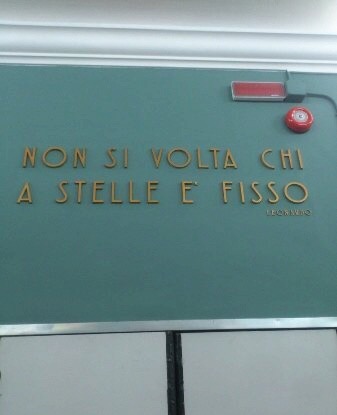 NON SI VOLTA CHI
A STELLE E' FISSO
LEONARDO